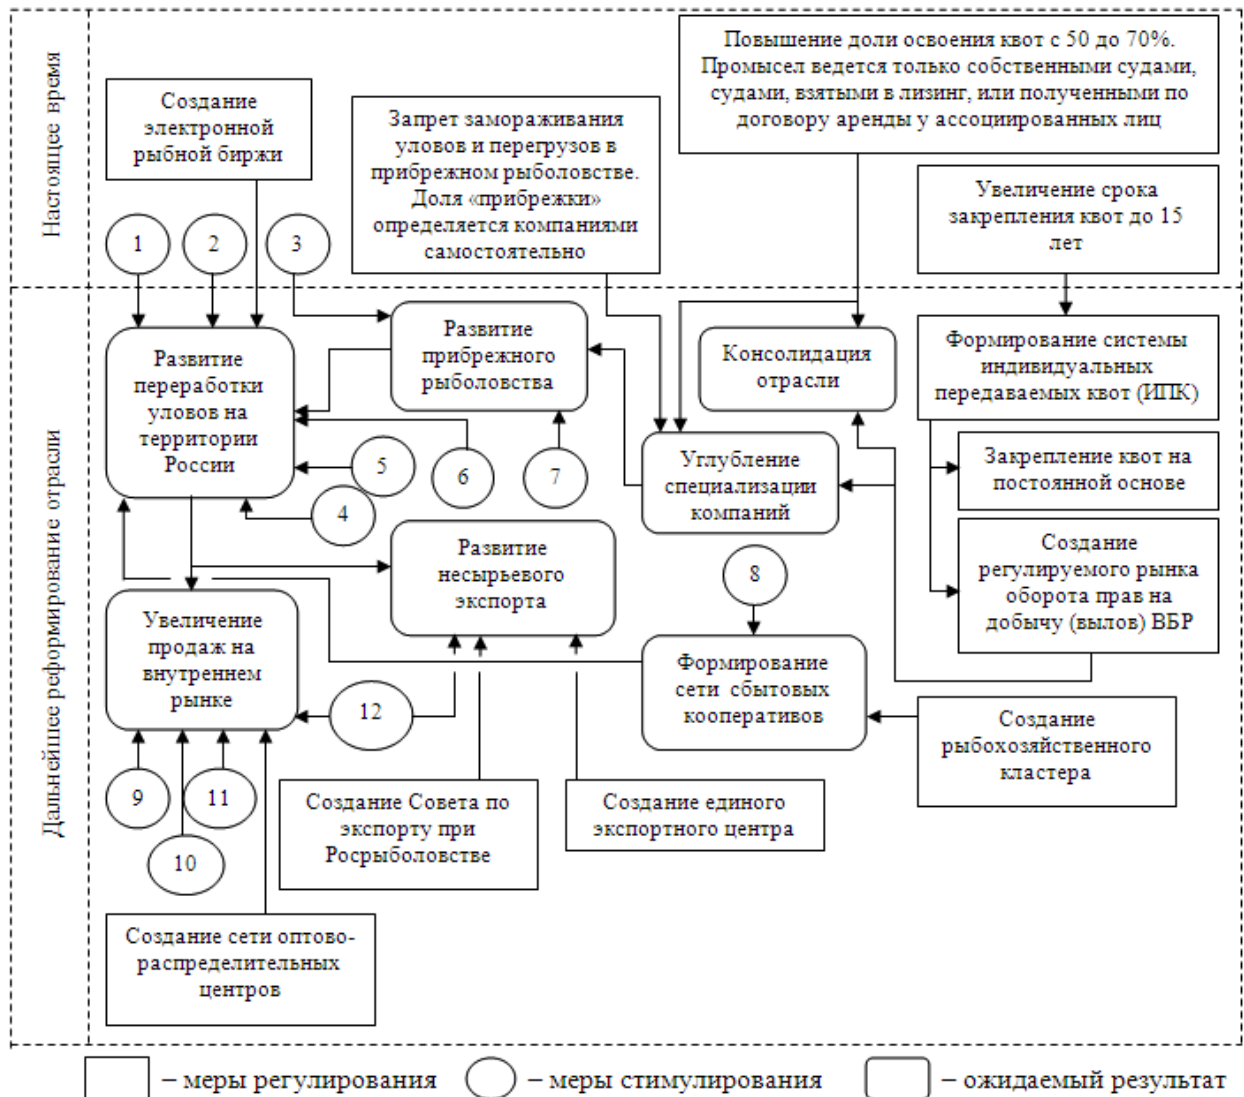 Настоящее время
Создание
электронной
рыбной биржи
Запрет замораживания
уловов и перегрузов в
прибрежном рыболовстве.
Доля «прибрежки»
определяется компаниями
самостоятельно
Повышение доли освоения квот с 50 до 70%.
Промысел ведется только собственными судами,
судами, взятыми в лизинг, или полученными по
договору аренды у ассоциированных лиц
Увеличение срока
закрепления квот до 15
лет
1
2
3
Дальнейшее реформирование отрасли
Развитие
переработки
уловов на
территории
России
Развитие
прибрежного
рыболовства
Консолидация
отрасли
Формирование системы
индивидуальных
передаваемых квот (ИПК)
5
6
7
4
Углубление
специализации
компаний
Закрепление квот на
постоянной основе
Развитие
несырьевого
экспорта
8
Создание
регулируемого рынка
оборота прав на
добычу (вылов) ВБР
Увеличение
продаж на
внутреннем
рынке
12
Формирование
сети сбытовых
кооперативов
Создание
рыбохозяйственного
кластера
9
11
10
Создание Совета по
экспорту при
Росрыболовстве
Создание единого
экспортного центра
Создание сети оптово-
распределительных
центров
– меры регулирования
– меры стимулирования
– ожидаемый результат